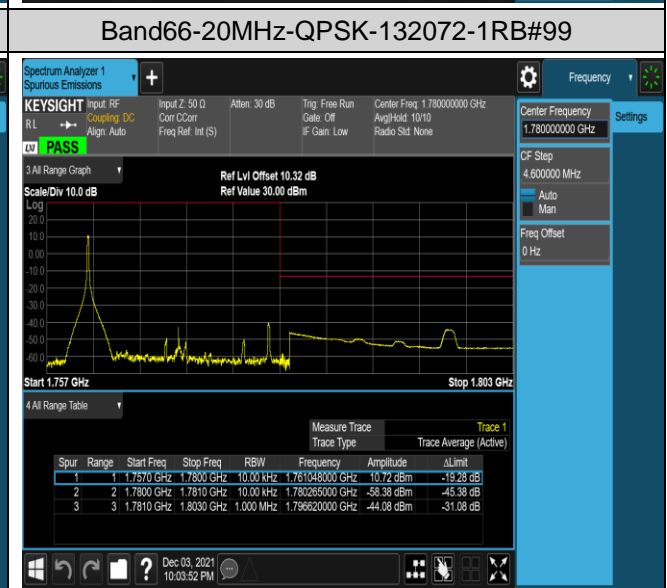 Band66-20MHz-QPSK-132072-1RB#99
Spectrum Analyzer 1
Spurious Emissions
+
Frequency
KEYSIGHT Input: RF Input Z: 50 Ω Atten: 30 dB Trig: Free Run Center Freq: 1.780000000 GHz
RL Coupling: DC Corr CCorr Gate: Off Avg|Hold: 10/10
Align: Auto Freq Ref: Int (S) IF Gain: Low Radio Std: None
LXI PASS
Center Frequency
1.780000000 GHz
Settings
CF Step
4.600000 MHz
Auto
Man
Freq Offset
0 Hz
3 All Range Graph
Ref Lvl Offset 10.32 dB
Scale/Div 10.0 dB Ref Value 30.00 dBm
Log
20.0
10.0
0.00
-10.0
-20.0
-30.0
-40.0
-50.0
-60.0
Start 1.757 GHz Stop 1.803 GHz
4 All Range Table
Measure Trace Trace 1
Trace Type Trace Average (Active)
Spur Range Start Freq Stop Freq RBW Frequency Amplitude ΔLimit
1 1 1.7570 GHz 1.7800 GHz 10.00 kHz 1.761048000 GHz 10.72 dBm -19.28 dB
2 2 1.7800 GHz 1.7810 GHz 10.00 kHz 1.780265000 GHz -58.38 dBm -45.38 dB
3 3 1.7810 GHz 1.8030 GHz 1.000 MHz 1.796620000 GHz -44.08 dBm -31.08 dB
? Dec 03, 2021
10:03:52 PM